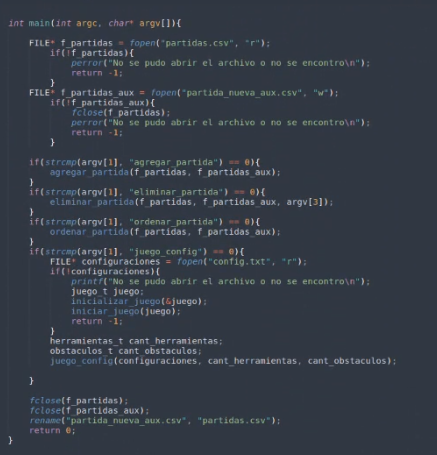 int main(int argc, char* argv[]){
FILE* f_partidas = fopen("partidas.csv", "r");
if(!f_partidas){
perror("No se pudo abrir el archivo o no se encontro\n");
return -1;
}
FILE* f_partidas_aux = fopen("partida_nueva_aux.csv", "w");
if(!f_partidas_aux){
fclose(f_partidas);
perror("No se pudo abrir el archivo o no se encontro\n");
return -1;
}
if(strcmp(argv[1], "agregar_partida") == 0){
agregar_partida(f_partidas, f_partidas_aux);
}
if(strcmp(argv[1], "eliminar_partida") == 0){
eliminar_partida(f_partidas, f_partidas_aux, argv[3]);
}
if(strcmp(argv[1], "ordenar_partida") == 0){
ordenar_partida(f_partidas, f_partidas_aux);
}
if(strcmp(argv[1], "juego_config") == 0){
FILE* configuraciones = fopen("config.txt", "r");
if(!configuraciones){
printf("No se pudo abrir el archivo o no se encontro\n");
juego_t juego;
inicializar_juego(&juego);
iniciar_juego(juego);
return -1;
}
herramientas_t cant_herramientas;
obstaculos_t cant_obstaculos;
juego_config(configuraciones, cant_herramientas, cant_obstaculos);
}
fclose(f_partidas);
fclose(f_partidas_aux);
rename("partida_nueva_aux.csv", "partidas.csv");
return 0;
}